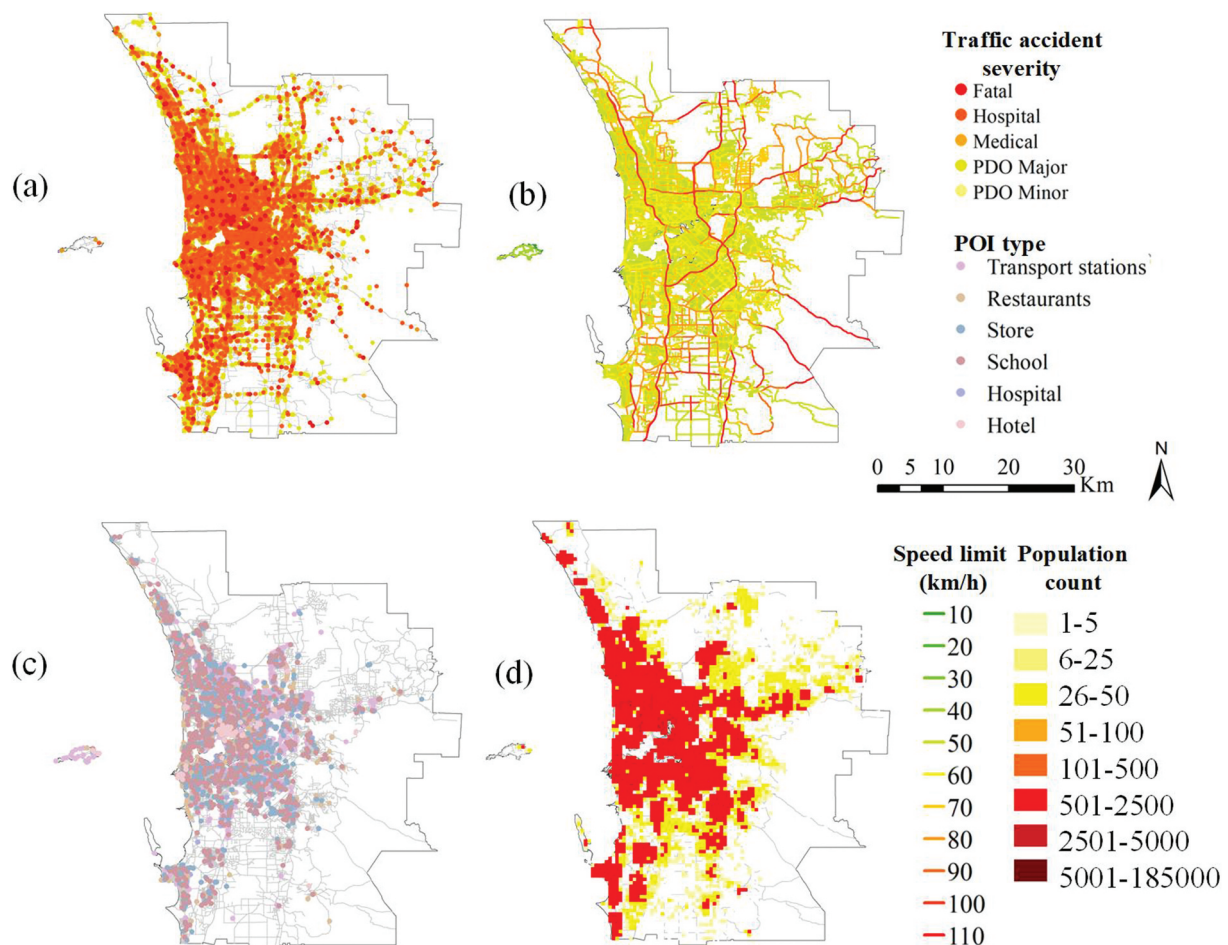 (a)
(b)
Traffic accident
severity
Fatal
Hospital
Medical
PDO Major
PDO Minor
POI type
Transport stations
Restaurants
Store
School
Hospital
Hotel
0 5 10 20 30
Km
N
(c)
(d)
Speed limit
(km/h)
10
20
30
40
50
60
70
80
90
100
110
Population
count
1-5
6-25
26-50
51-100
101-500
501-2500
2501-5000
5001-185000